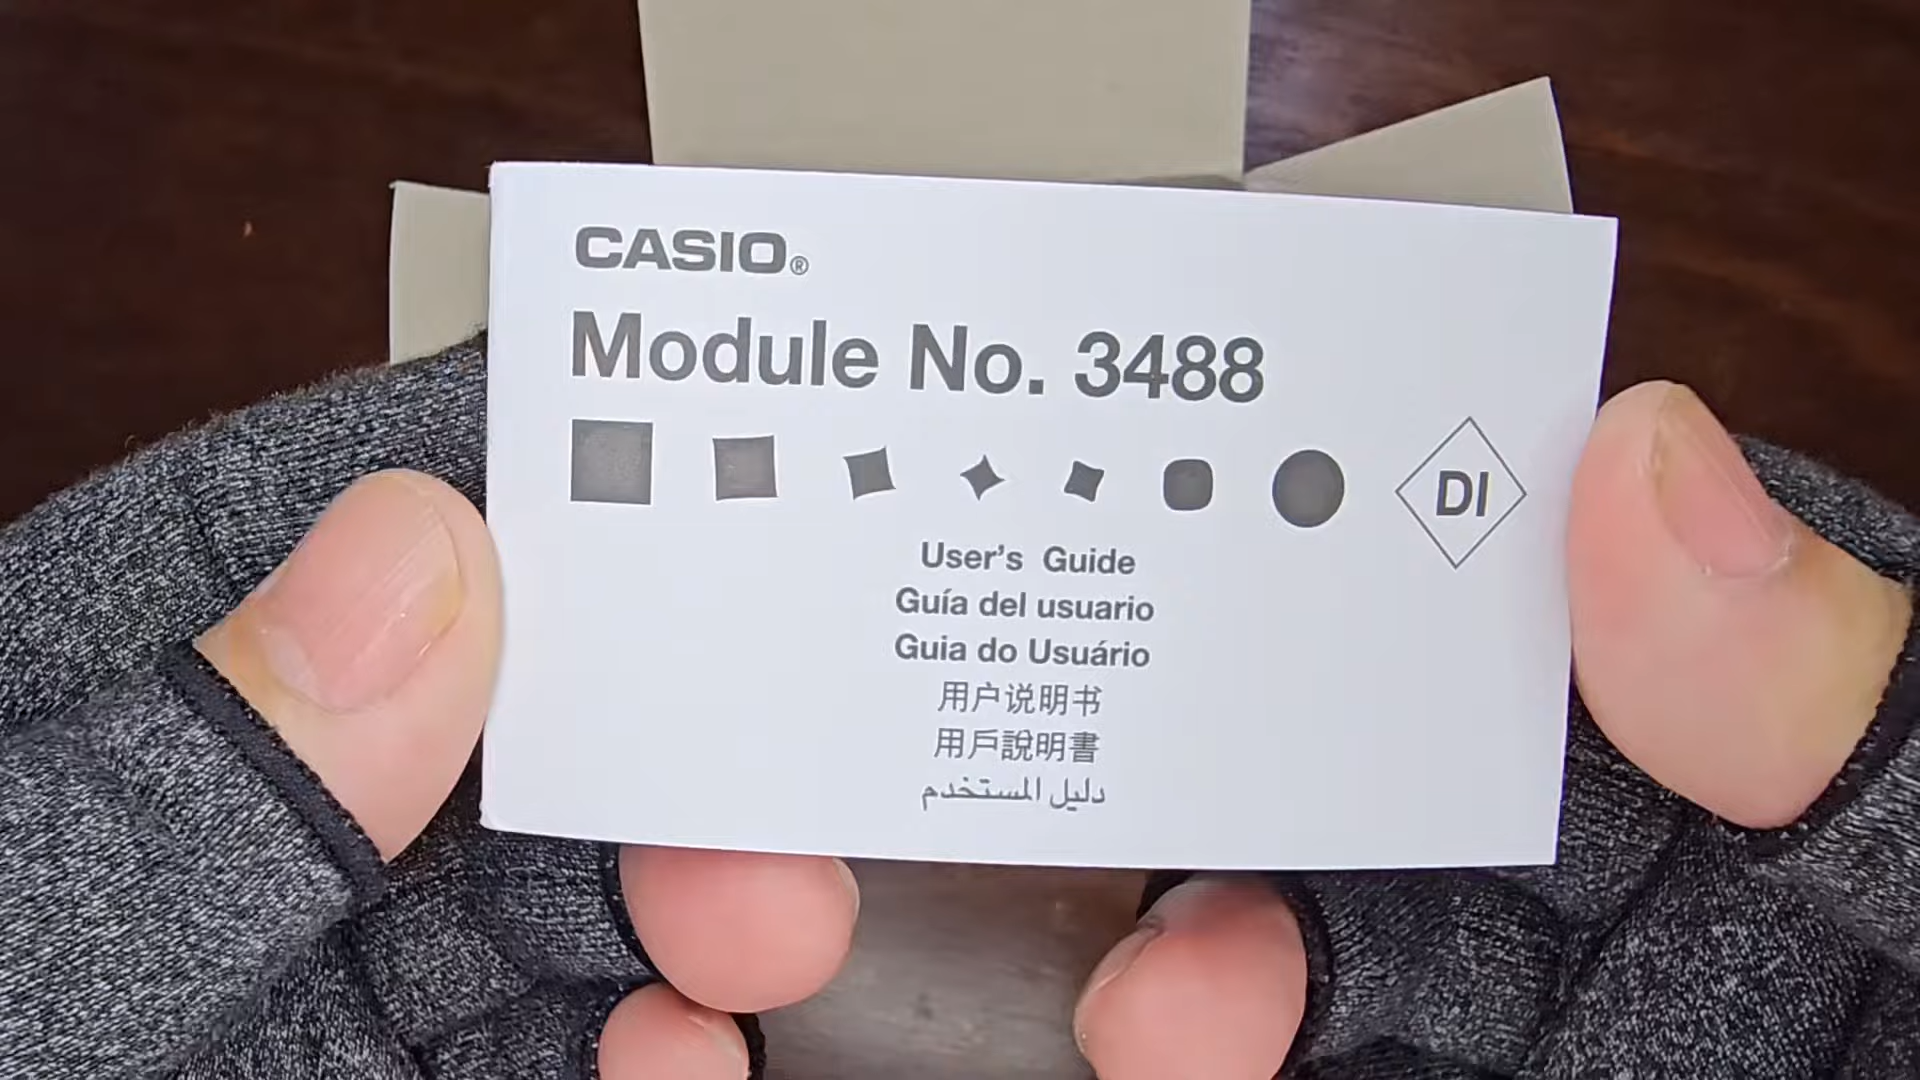 CASIO®
Module No. 3488
DI
User's Guide
Guía del usuario
Guia do Usuário
用户说明书
用戶說明書
دليل المستخدم